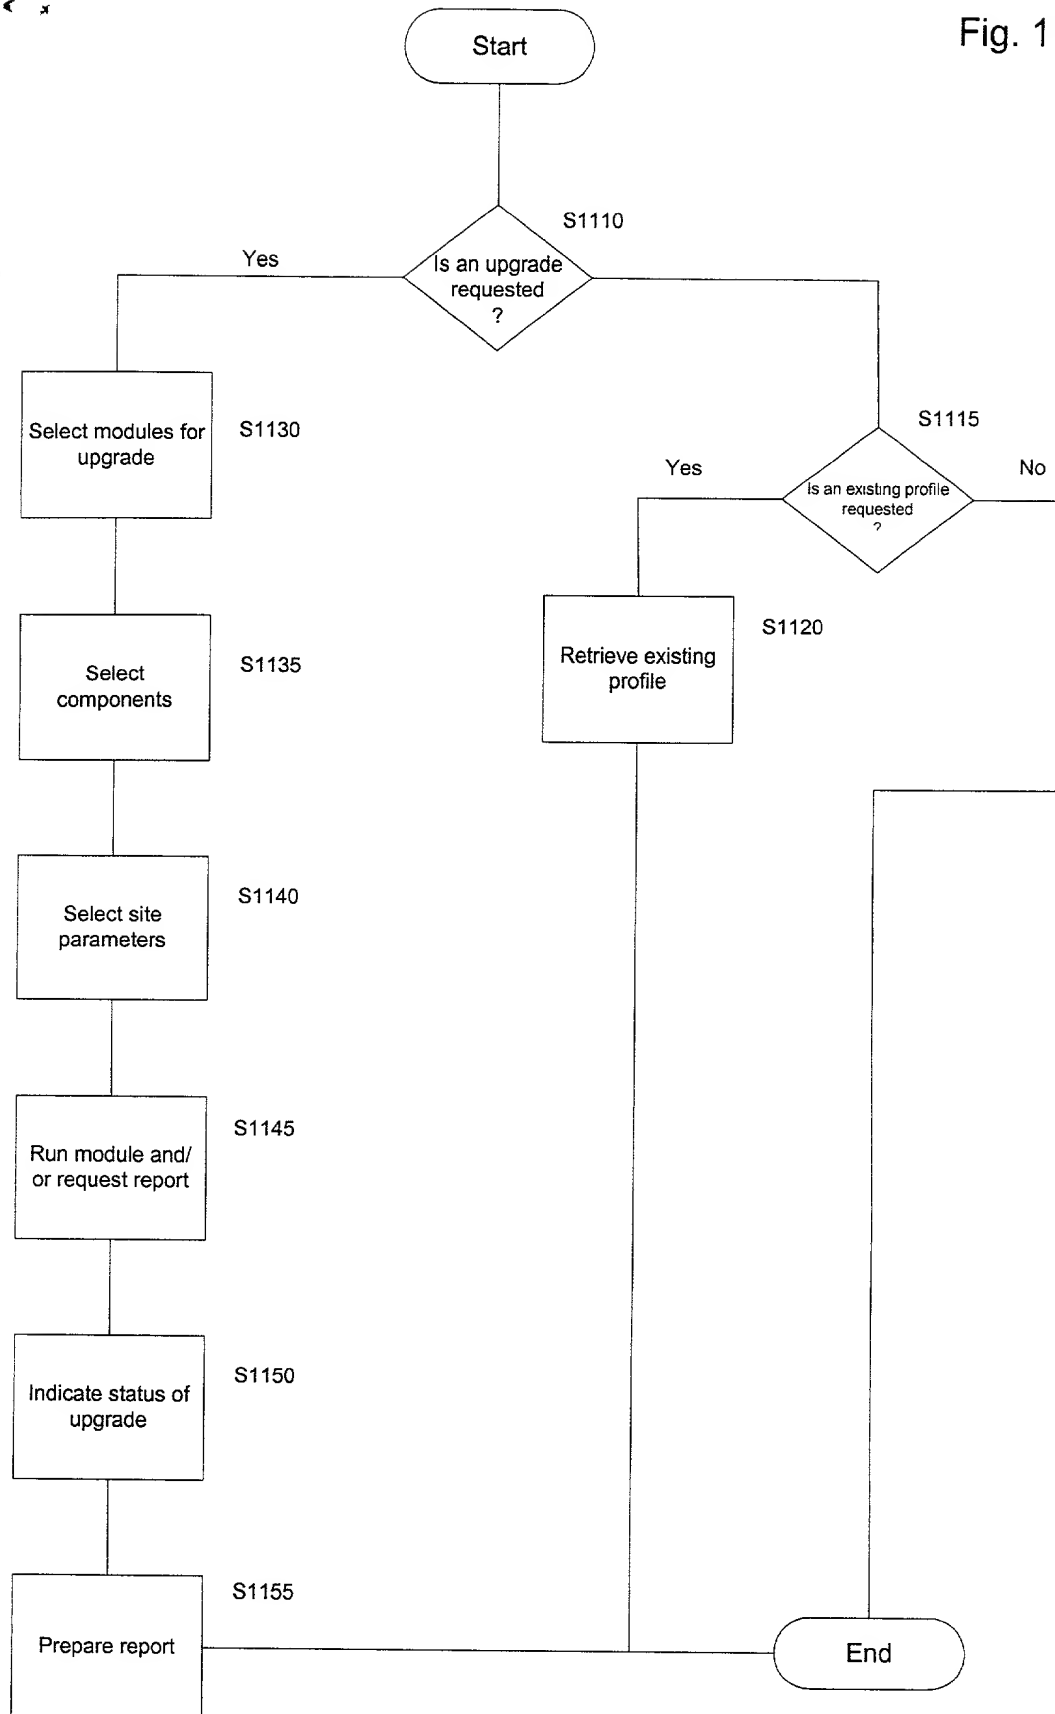 Fig. 1
Start
S1110
Yes
Is an upgrade
requested
?
S1115
Select modules for
upgrade
S1130
Yes
No
Is an existing profile
requested
?
S1120
Retrieve existing
profile
Select
components
S1135
Select site
parameters
S1140
Run module and/
or request report
S1145
Indicate status of
upgrade
S1150
Prepare report
S1155
End